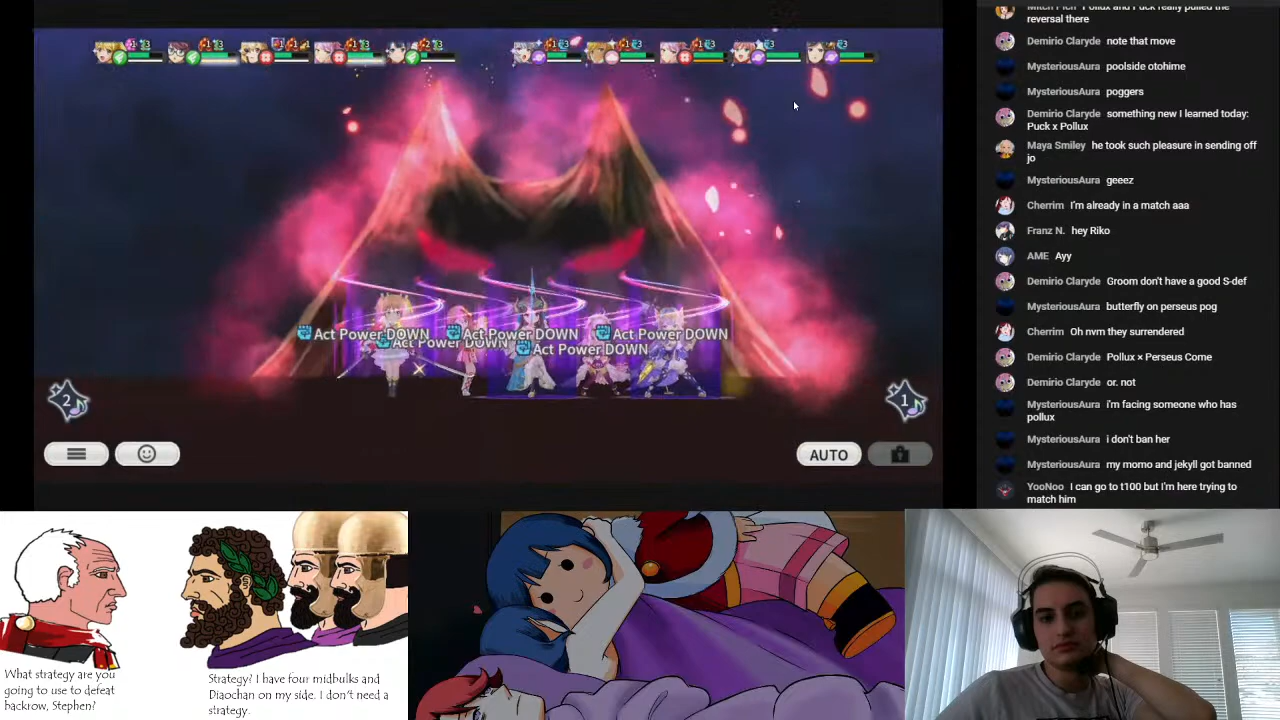 Mitch Pich Pollux and Puck really pulled the
reversal there
Demirio Claryde note that move
MysteriousAura poolside otohime
MysteriousAura poggers
Demirio Claryde something new I learned today:
Puck x Pollux
Maya Smiley he took such pleasure in sending off
jo
MysteriousAura geeez
Cherrim I'm already in a match aaa
Franz N. hey Riko
AME Ayy
Demirio Claryde Groom don't have a good S-def
MysteriousAura butterfly on perseus pog
Cherrim Oh nvm they surrendered
Demirio Claryde Pollux × Perseus Come
Demirio Claryde or. not
MysteriousAura i'm facing someone who has
pollux
MysteriousAura i don't ban her
MysteriousAura my momo and jekyll got banned
YooNoo I can go to t100 but I'm here trying to
match him
Act Power DOWN
Act Power DOWN
Act Power DOWN
Act Power DOWN
Act Power DOWN
2
1
AUTO
What strategy are you
going to use to defeat
hackrow, Stephen?
Strategy? I have four midbulks and
Diaochan on my side. I don't need a
strategy.